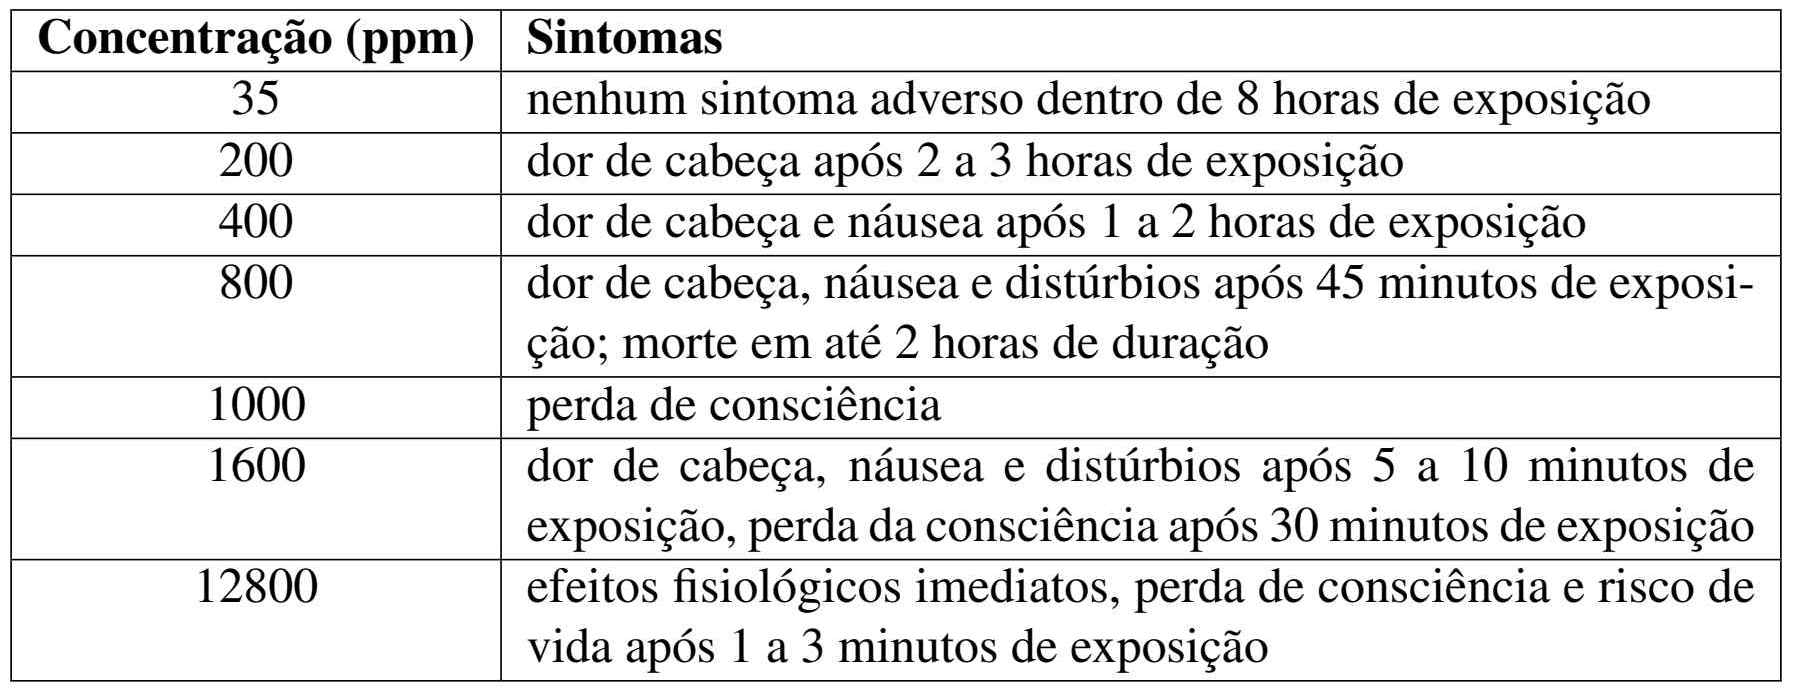 Concentração (ppm) Sintomas
35 nenhum sintoma adverso dentro de 8 horas de exposição
200 dor de cabeça após 2 a 3 horas de exposição
400 dor de cabeça e náusea após 1 a 2 horas de exposição
800 dor de cabeça, náusea e distúrbios após 45 minutos de exposi-
ção; morte em até 2 horas de duração
1000 perda de consciência
1600 dor de cabeça, náusea e distúrbios após 5 a 10 minutos de
exposição, perda da consciência após 30 minutos de exposição
12800 efeitos fisiológicos imediatos, perda de consciência e risco de
vida após 1 a 3 minutos de exposição